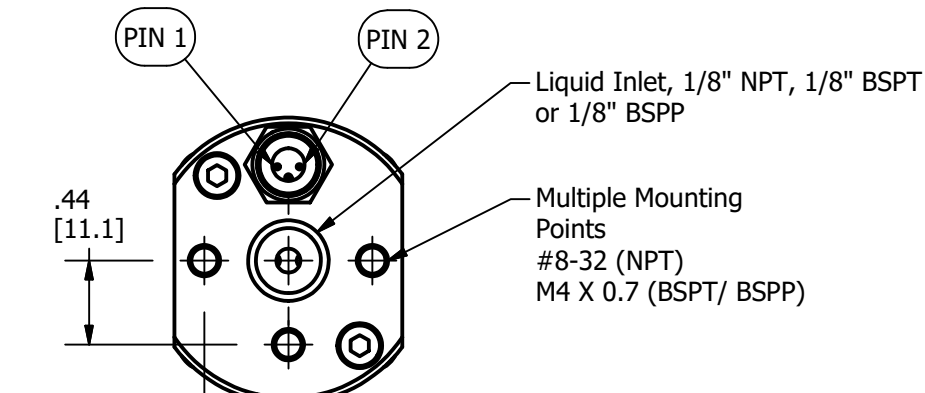 PIN 1
PIN 2
Liquid Inlet, 1/8" NPT, 1/8" BSPT
or 1/8" BSPP
.44
[11.1]
Multiple Mounting
Points
#8-32 (NPT)
M4 X 0.7 (BSPT/ BSPP)